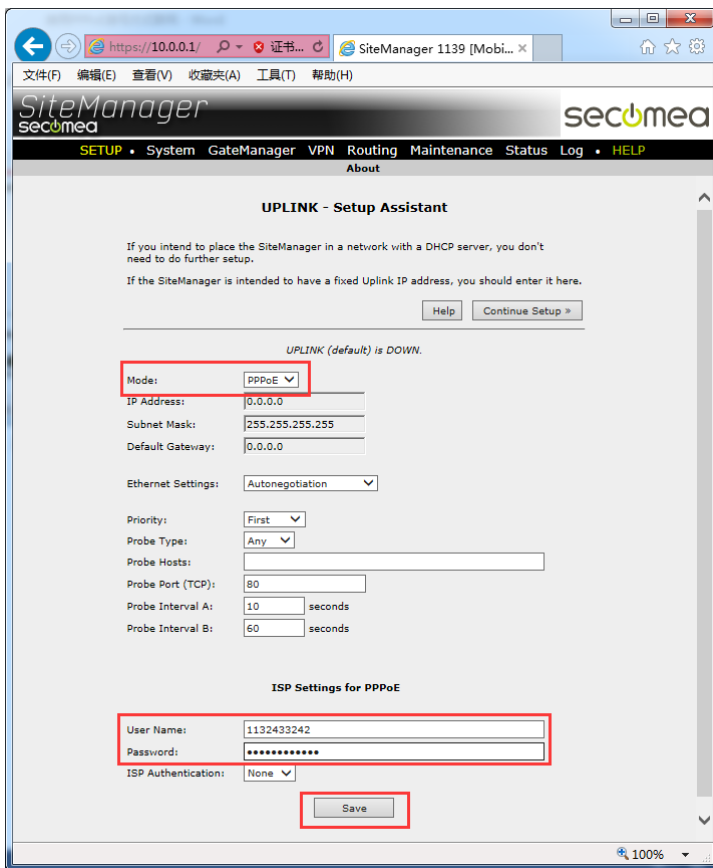 https://10.0.0.1/
证书...
SiteManager 1139 [Mobi...
文件(F) 编辑(E) 查看(V) 收藏夹(A) 工具(T) 帮助(H)
SiteManager
secomea
secomea
SETUP • System GateManager VPN Routing Maintenance Status Log • HELP
About
UPLINK - Setup Assistant
If you intend to place the SiteManager in a network with a DHCP server, you don't
need to do further setup.
If the SiteManager is intended to have a fixed Uplink IP address, you should enter it here.
Help Continue Setup »
UPLINK (default) is DOWN.
Mode: PPPoE
IP Address: 0.0.0.0
Subnet Mask: 255.255.255.255
Default Gateway: 0.0.0.0
Ethernet Settings: Autonegotiation
Priority: First
Probe Type: Any
Probe Hosts:
Probe Port (TCP): 80
Probe Interval A: 10 seconds
Probe Interval B: 60 seconds
ISP Settings for PPPoE
User Name: 1132433242
Password: ••••••••••••
ISP Authentication: None
Save
100%